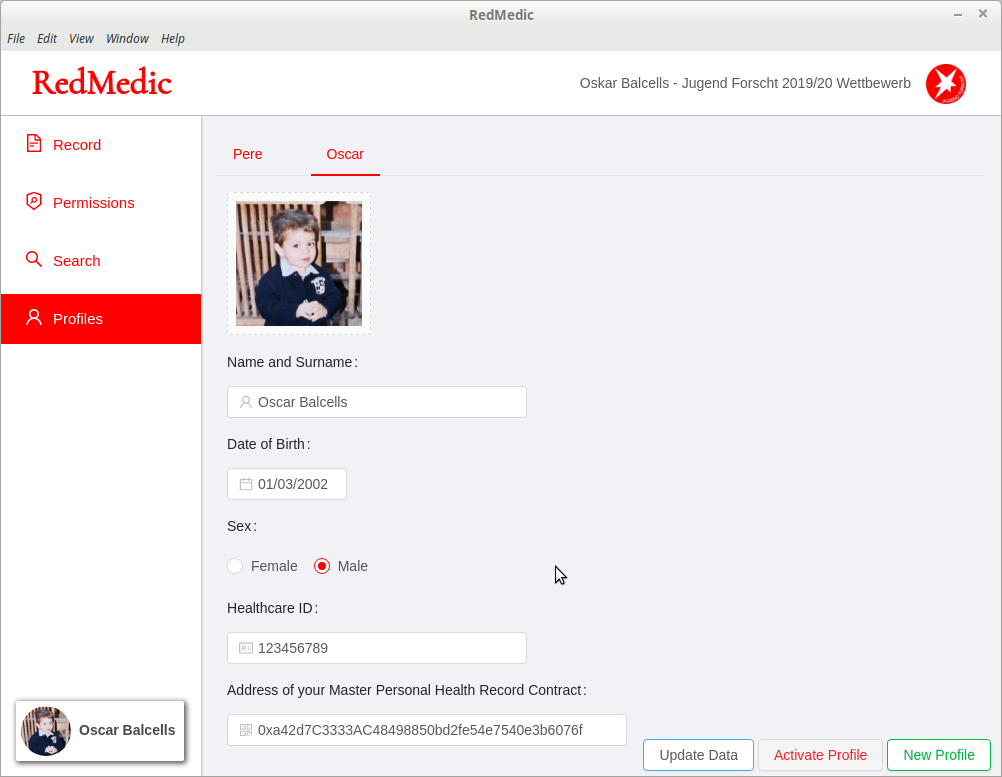 RedMedic
File Edit View Window Help
RedMedic
Oskar Balcells - Jugend Forscht 2019/20 Wettbewerb
Record
Permissions
Search
Profiles
Pere Oscar
Name and Surname:
Oscar Balcells
Date of Birth:
01/03/2002
Sex:
Female Male
Healthcare ID:
123456789
Address of your Master Personal Health Record Contract:
0xa42d7C3333AC48498850bd2fe54e7540e3b6076f
Oscar Balcells
Update Data Activate Profile New Profile